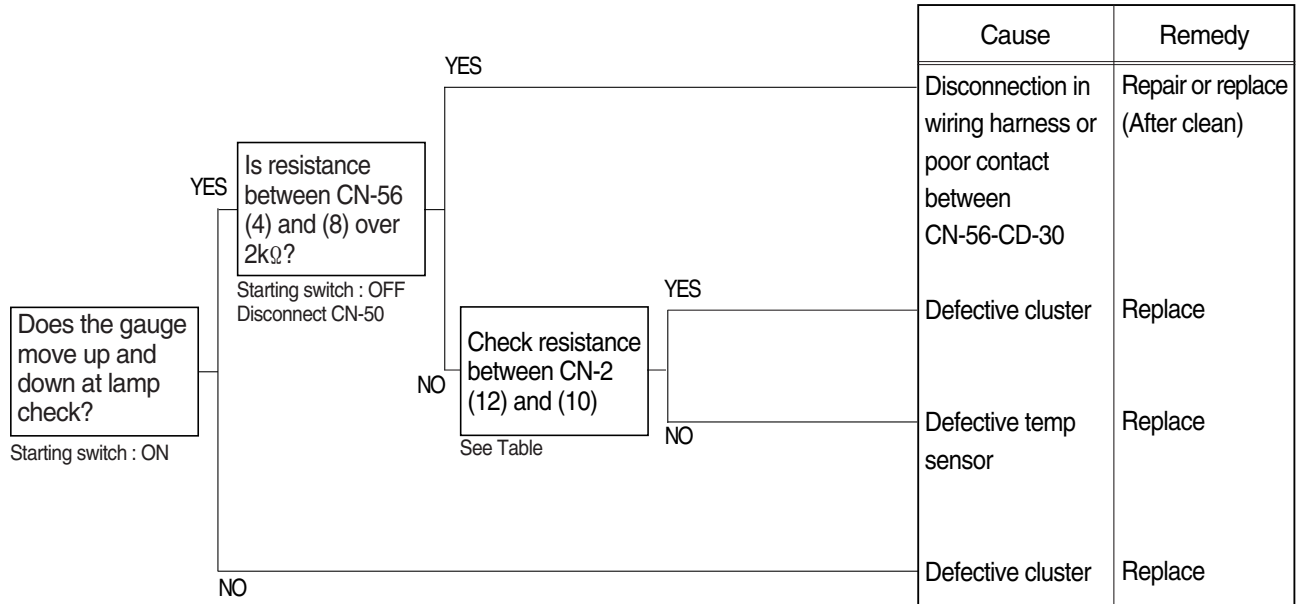 Cause
Remedy
YES
Disconnection in
wiring harness or
poor contact
between
CN-56-CD-30
Repair or replace
(After clean)
YES
Is resistance
between CN-56
(4) and (8) over
2kΩ?
Starting switch : OFF
Disconnect CN-50
YES
Defective cluster
Replace
Does the gauge
move up and
down at lamp
check?
Starting switch : ON
NO
Check resistance
between CN-2
(12) and (10)
See Table
NO
Defective temp
sensor
Replace
NO
Defective cluster
Replace